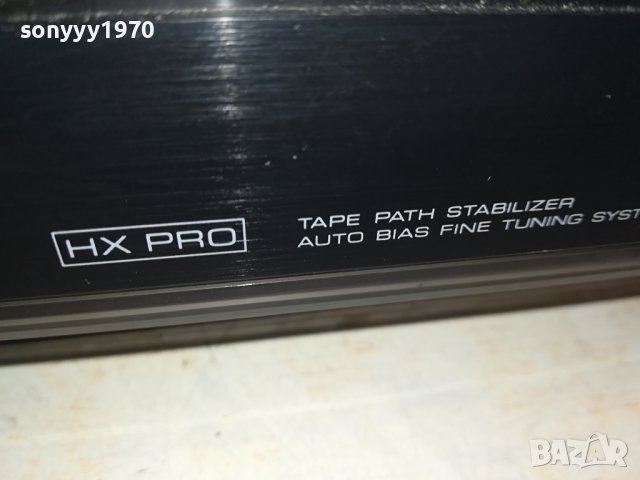 sonyyy1970
HX PRO
TAPE PATH STABILIZER
AUTO BIAS FINE TUNING SYST
BAZAR